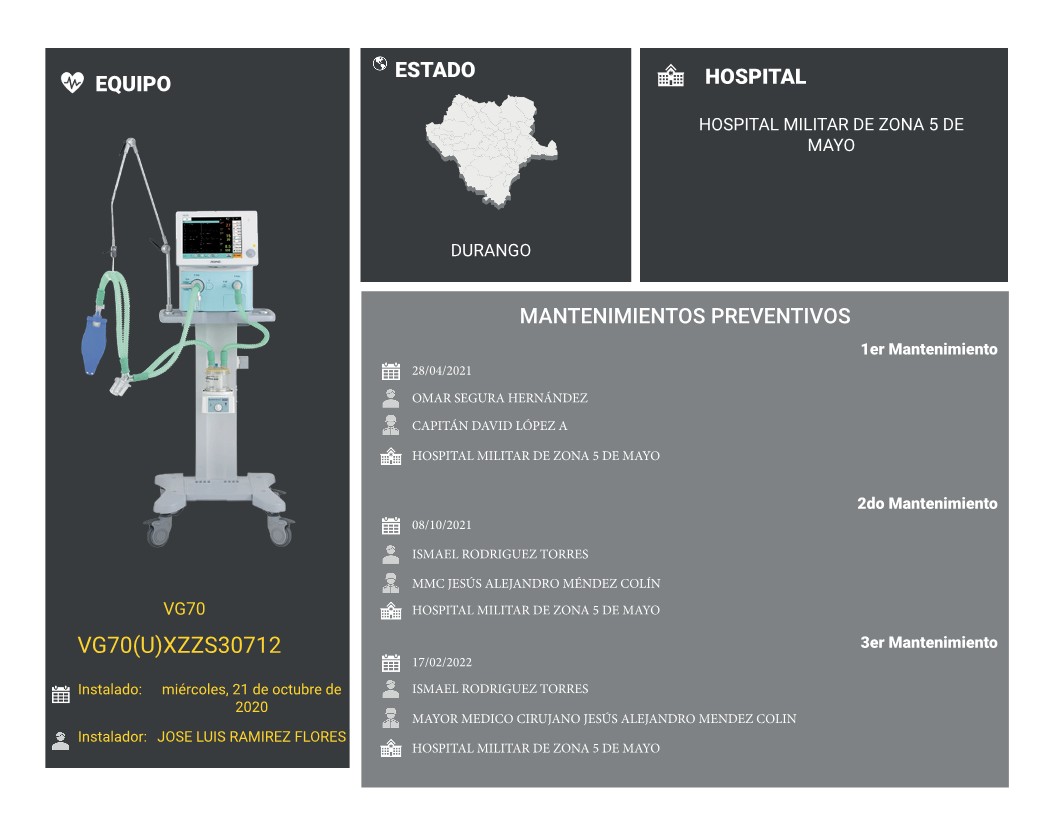 EQUIPO
VG70
VG70(U)XZZS30712
Instalado: miércoles, 21 de octubre de
2020
Instalador: JOSE LUIS RAMIREZ FLORES
ESTADO
DURANGO
HOSPITAL
HOSPITAL MILITAR DE ZONA 5 DE
MAYO
MANTENIMIENTOS PREVENTIVOS
1er Mantenimiento
28/04/2021
OMAR SEGURA HERNÁNDEZ
CAPITÁN DAVID LÓPEZ A
HOSPITAL MILITAR DE ZONA 5 DE MAYO
2do Mantenimiento
08/10/2021
ISMAEL RODRIGUEZ TORRES
MMC JESÚS ALEJANDRO MÉNDEZ COLÍN
HOSPITAL MILITAR DE ZONA 5 DE MAYO
3er Mantenimiento
17/02/2022
ISMAEL RODRIGUEZ TORRES
MAYOR MEDICO CIRUJANO JESÚS ALEJANDRO MENDEZ COLIN
HOSPITAL MILITAR DE ZONA 5 DE MAYO